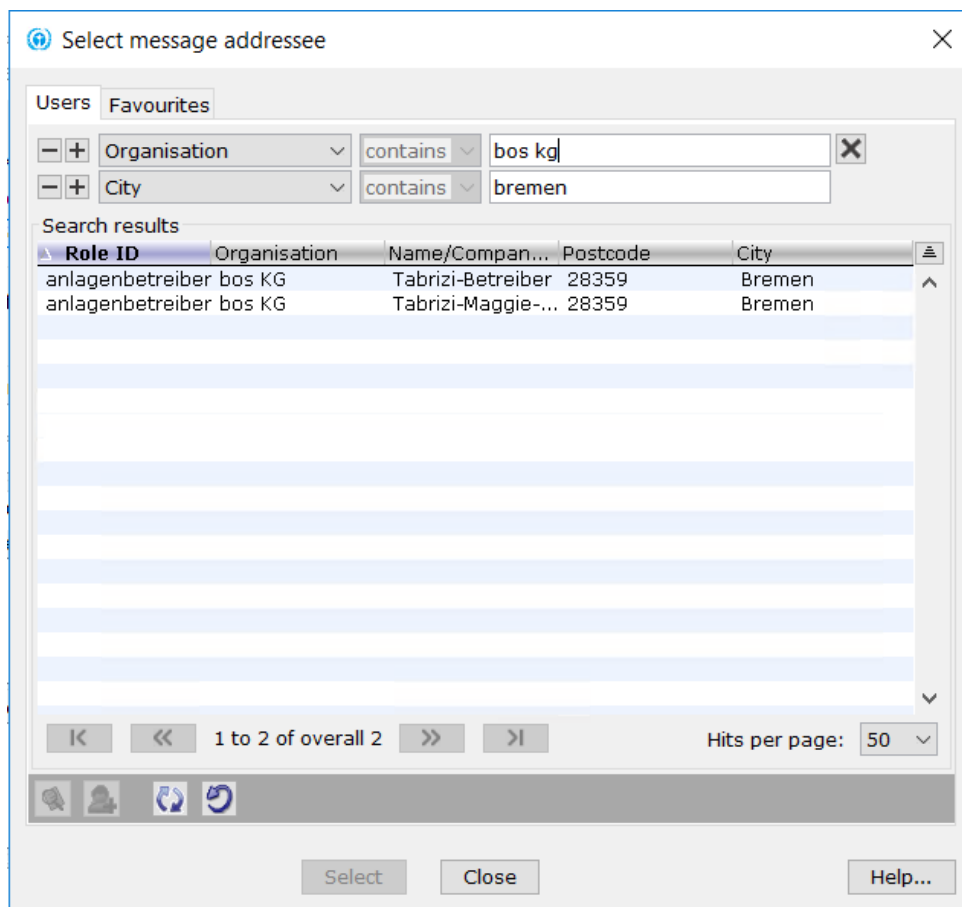 Select message addressee
Users Favourites
Organisation contains bos kg
City contains bremen
Search results
Role ID Organisation Name/Compan... Postcode City
anlagenbetreiber bos KG Tabrizi-Betreiber 28359 Bremen
anlagenbetreiber bos KG Tabrizi-Maggie-... 28359 Bremen
1 to 2 of overall 2 Hits per page: 50
Select Close Help...